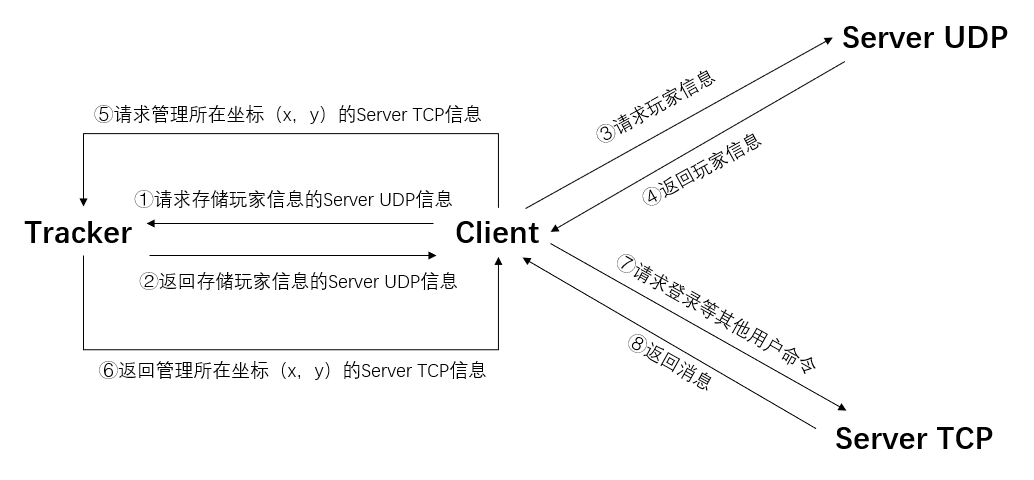 Server UDP
⑤请求管理所在坐标（x，y）的Server TCP信息
③请求玩家信息
④返回玩家信息
①请求存储玩家信息的Server UDP信息
Tracker
Client
②返回存储玩家信息的Server UDP信息
⑦请求登录等其他用户命令
⑧返回消息
⑥返回管理所在坐标（x，y）的Server TCP信息
Server TCP